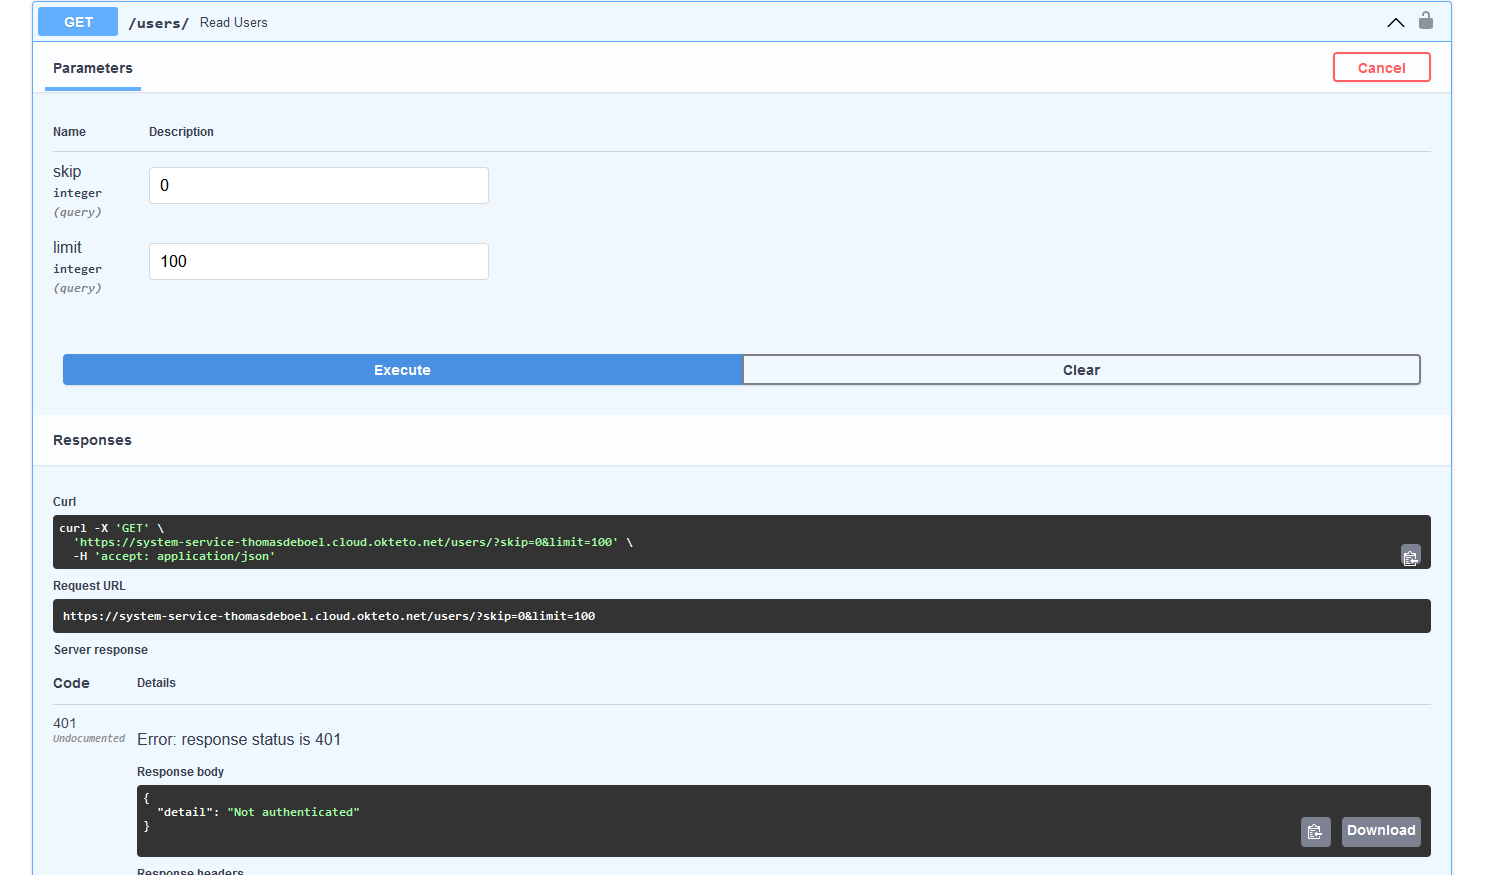 GET /users/ Read Users
Parameters
Cancel
Name Description
skip
integer
(query)
0
limit
integer
(query)
100
Execute Clear
Responses
Curl
curl -X 'GET' \
'https://system-service-thomasdeboel.cloud.okteto.net/users/?skip=0&limit=100' \
-H 'accept: application/json'
Request URL
https://system-service-thomasdeboel.cloud.okteto.net/users/?skip=0&limit=100
Server response
Code Details
401
Undocumented
Error: response status is 401
Response body
{
"detail": "Not authenticated"
}
Download
Response headers